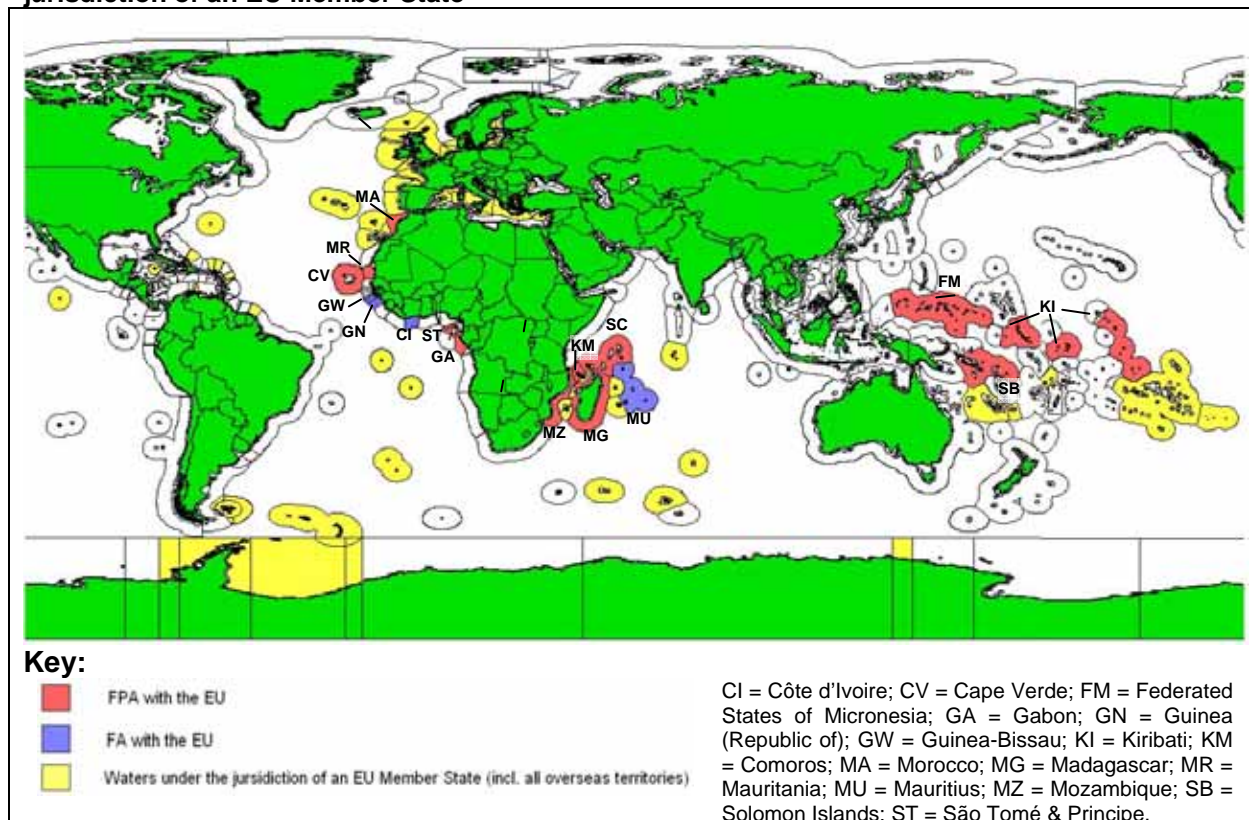 jurisdiction of an EU Member State
MA
MR
CV
GW
GN
CI
ST
GA
KM
SC
MZ
MG
MU
FM
KI
SB
Key:
FPA with the EU
FA with the EU
Waters under the jursidiction of an EU Member State (incl. all overseas territories)
CI = Côte d'Ivoire; CV = Cape Verde; FM = Federated
States of Micronesia; GA = Gabon; GN = Guinea
(Republic of); GW = Guinea-Bissau; KI = Kiribati; KM
= Comoros; MA = Morocco; MG = Madagascar; MR =
Mauritania; MU = Mauritius; MZ = Mozambique; SB =
Solomon Islands; ST = São Tomé & Principe.